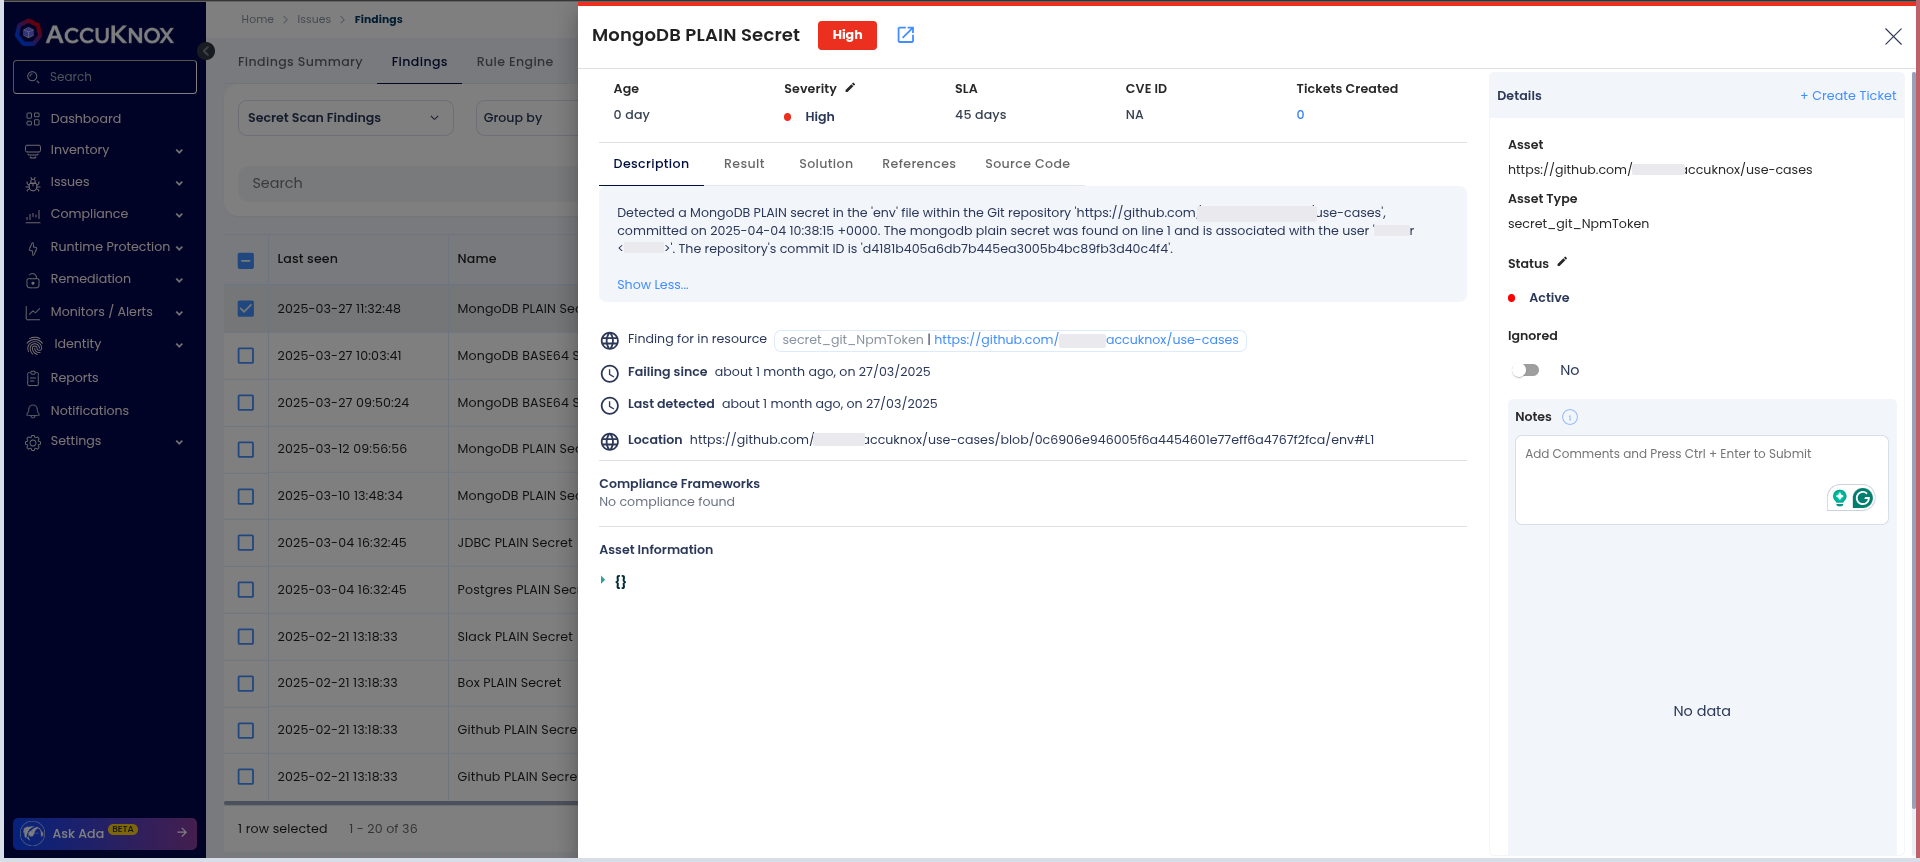 ACCUKNOX
Search
Dashboard
Inventory
Issues
Compliance
Runtime Protection
Remediation
Monitors / Alerts
Identity
Reports
Notifications
Settings
Ask Ada BETA
Home > Issues > Findings
Findings Summary Findings Rule Engine
Secret Scan Findings Group by
Search
Last seen Name
2025-03-27 11:32:48 MongoDB PLAIN Sec
2025-03-27 10:03:41 MongoDB BASE64 S
2025-03-27 09:50:24 MongoDB BASE64 S
2025-03-12 09:56:56 MongoDB PLAIN Sec
2025-03-10 13:48:34 MongoDB PLAIN Sec
2025-03-04 16:32:45 JDBC PLAIN Secret
2025-03-04 16:32:45 Postgres PLAIN Sec
2025-02-21 13:18:33 Slack PLAIN Secret
2025-02-21 13:18:33 Box PLAIN Secret
2025-02-21 13:18:33 Github PLAIN Secre
2025-02-21 13:18:33 Github PLAIN Secre
1 row selected 1 - 20 of 36
MongoDB PLAIN Secret High
Age Severity SLA CVE ID Tickets Created
0 day High 45 days NA 0
Description Result Solution References Source Code
Detected a MongoDB PLAIN secret in the 'env' file within the Git repository 'https://github.com/ use-cases',
committed on 2025-04-04 10:38:15 +0000. The mongodb plain secret was found on line 1 and is associated with the user ' r
< >'. The repository's commit ID is 'd4181b405a6db7b445ea3005b4bc89fb3d40c4f4'.
Show Less...
Finding for in resource secret_git_NpmToken | https://github.com/ accuknox/use-cases
Failing since about 1 month ago, on 27/03/2025
Last detected about 1 month ago, on 27/03/2025
Location https://github.com/ accuknox/use-cases/blob/0c6906e946005f6a4454601e77eff6a4767f2fca/env#L1
Compliance Frameworks
No compliance found
Asset Information
{}
Details + Create Ticket
Asset
https://github.com/ accuknox/use-cases
Asset Type
secret_git_NpmToken
Status
Active
Ignored
No
Notes
Add Comments and Press Ctrl + Enter to Submit
No data